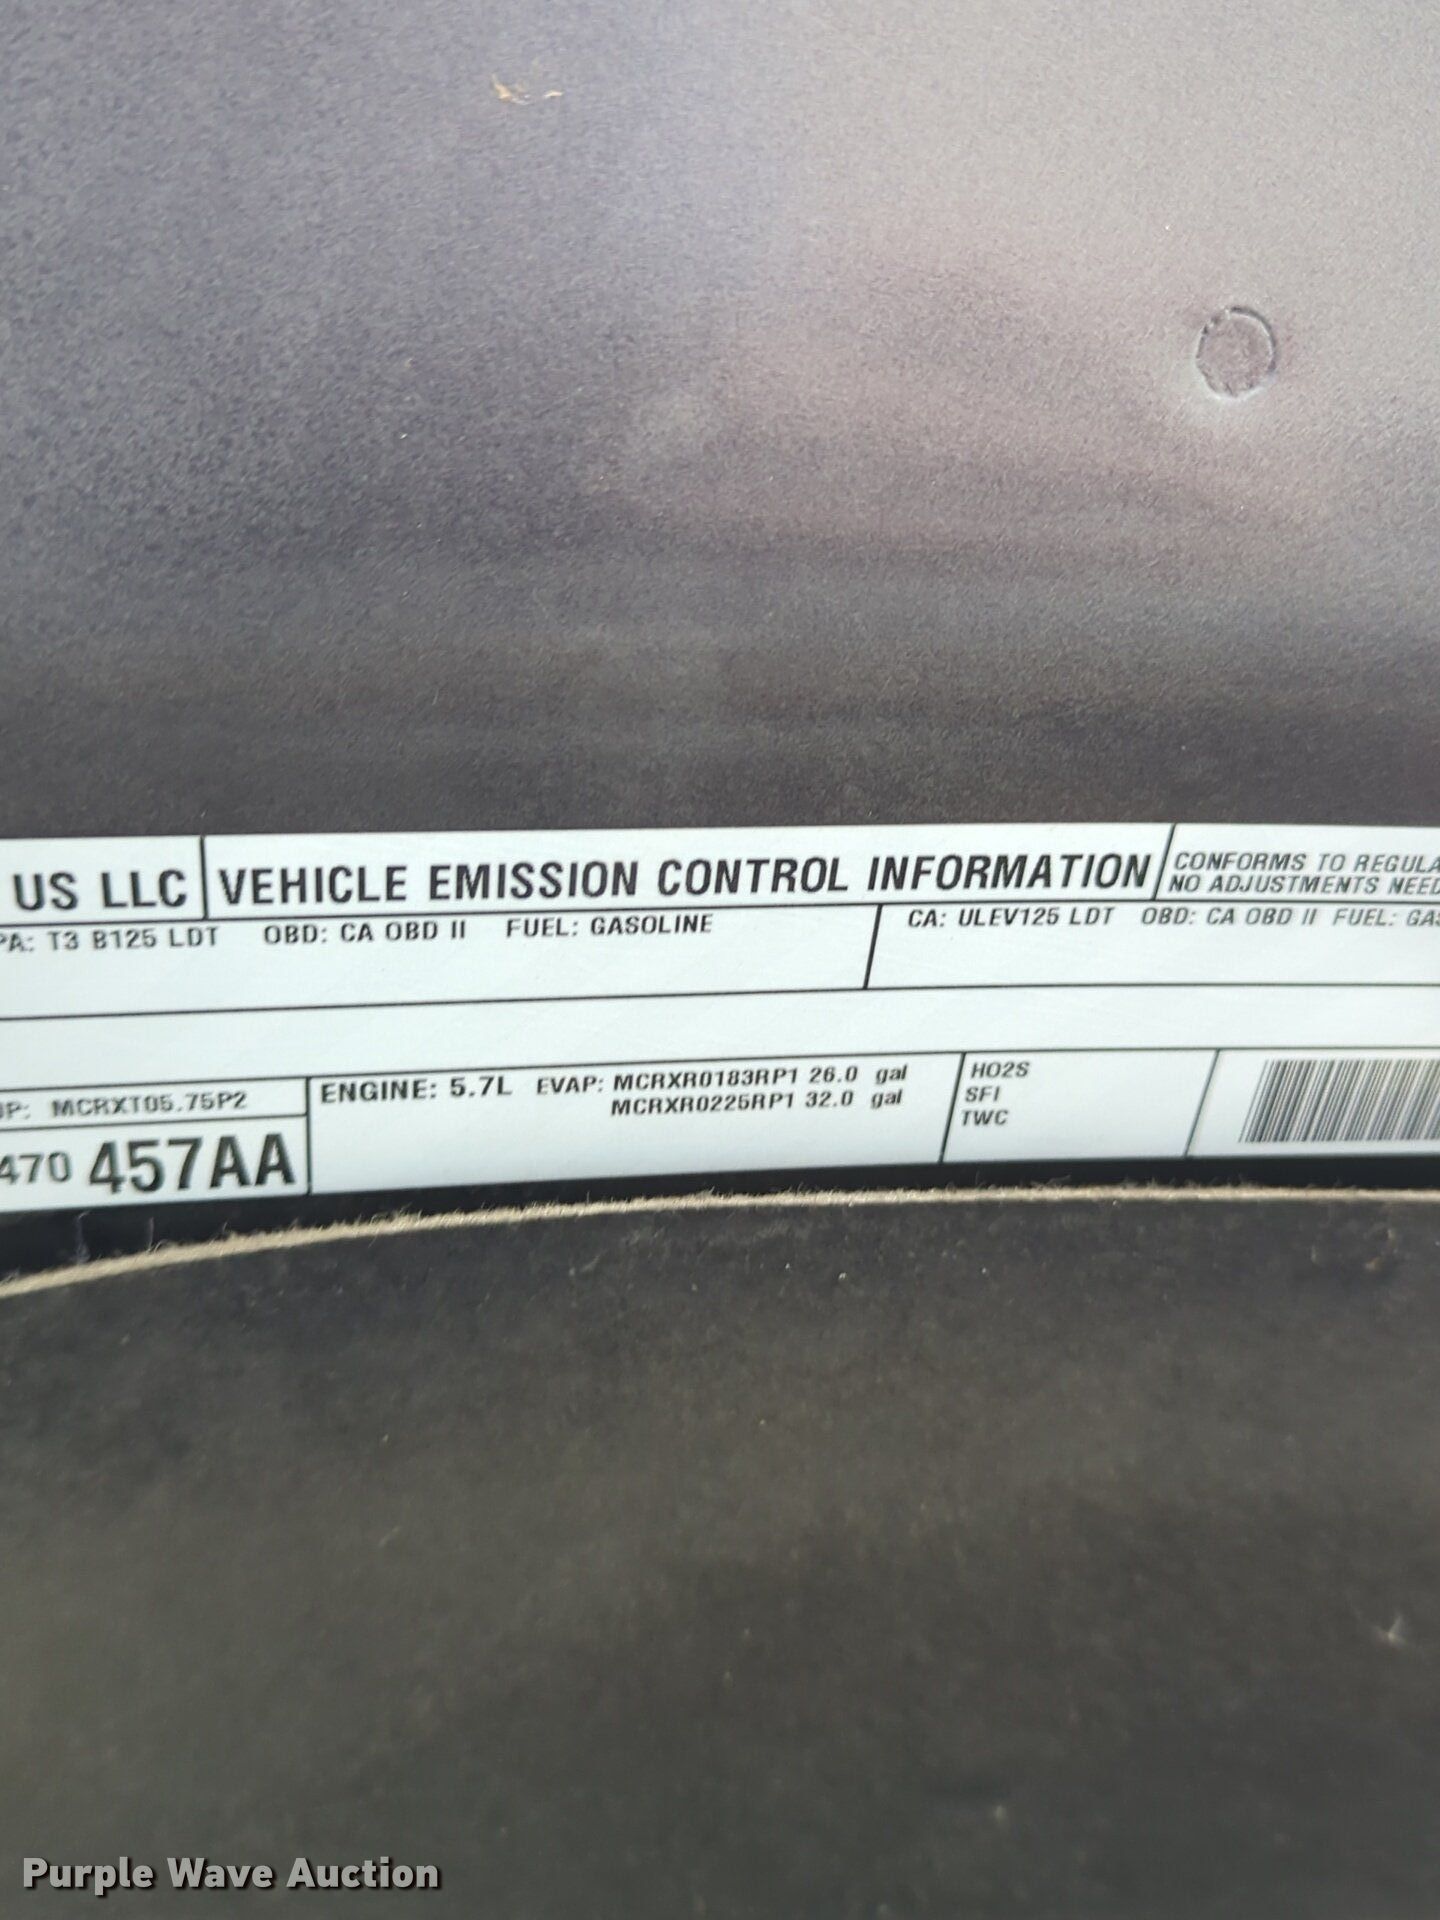 US LLC VEHICLE EMISSION CONTROL INFORMATION CONFORMS TO REGULA
NO ADJUSTMENTS NEED
PA: T3 B125 LDT OBD: CA OBD II FUEL: GASOLINE CA: ULEV125 LDT OBD: CA OBD II FUEL: GAS
P: MCRXT05.75P2 ENGINE: 5.7L EVAP: MCRXR0183RP1 26.0 gal HO2S
MCRXR0225RP1 32.0 gal SFI
TWC
470 457AA
Purple Wave Auction